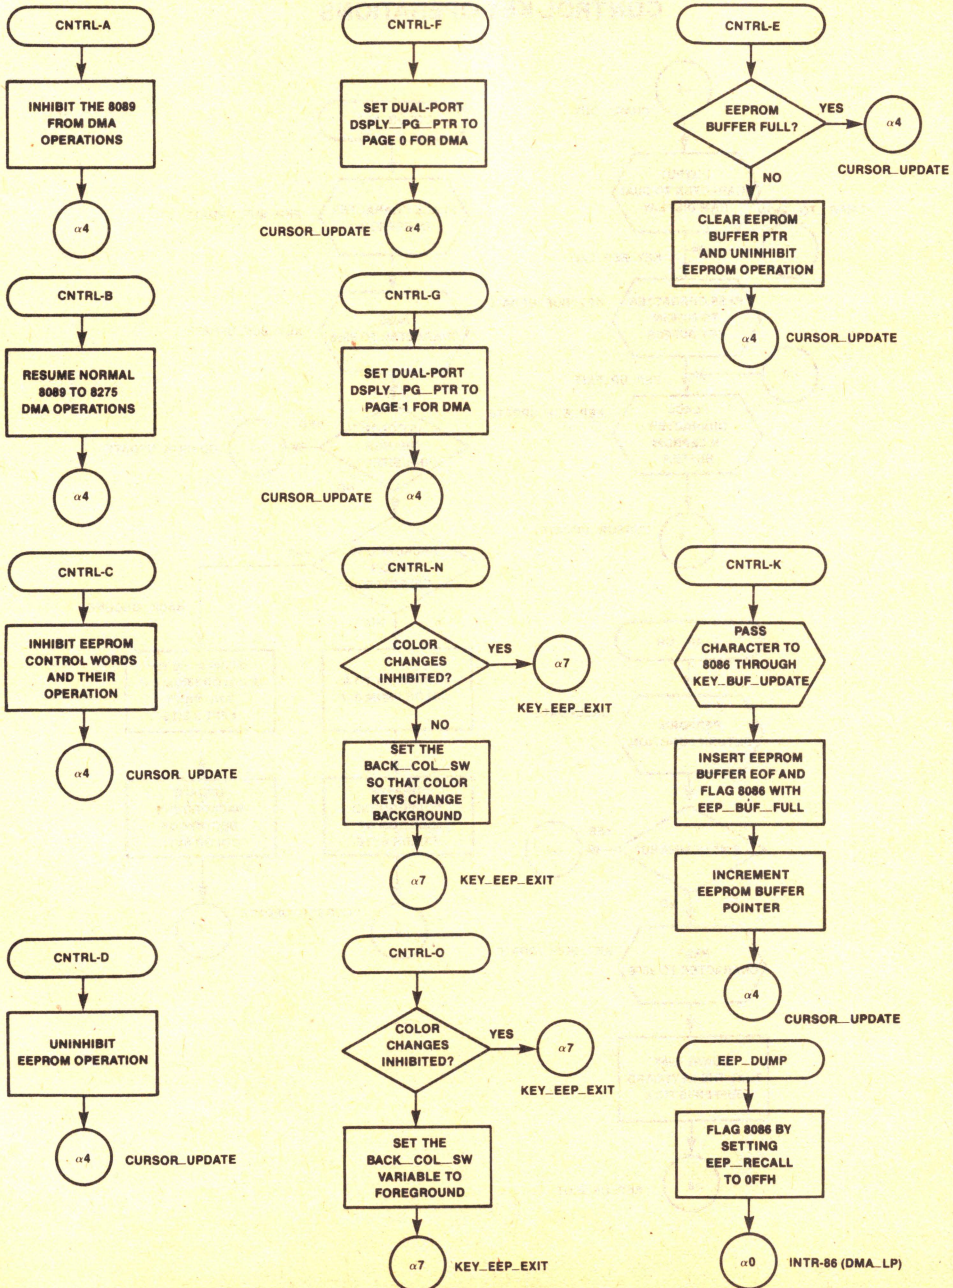 CNTRL-A
INHIBIT THE 8089
FROM DMA
OPERATIONS
α4
CNTRL-B
RESUME NORMAL
8089 TO 8275
DMA OPERATIONS
α4
CNTRL-C
INHIBIT EEPROM
CONTROL WORDS
AND THEIR
OPERATION
α4
CURSOR_UPDATE
CNTRL-D
UNINHIBIT
EEPROM OPERATION
α4
CURSOR_UPDATE
CNTRL-F
SET DUAL-PORT
DSPLY_PG_PTR TO
PAGE 0 FOR DMA
CURSOR_UPDATE
α4
CNTRL-G
SET DUAL-PORT
DSPLY_PG_PTR TO
PAGE 1 FOR DMA
CURSOR_UPDATE
α4
CNTRL-N
COLOR
CHANGES
INHIBITED?
YES
α7
KEY_EEP_EXIT
NO
SET THE
BACK_COL_SW
SO THAT COLOR
KEYS CHANGE
BACKGROUND
α7
KEY_EEP_EXIT
CNTRL-O
COLOR
CHANGES
INHIBITED?
YES
α7
KEY_EEP_EXIT
SET THE
BACK_COL_SW
VARIABLE TO
FOREGROUND
α7
KEY_EEP_EXIT
CNTRL-E
EEPROM
BUFFER FULL?
YES
α4
CURSOR_UPDATE
NO
CLEAR EEPROM
BUFFER PTR
AND UNINHIBIT
EEPROM OPERATION
α4
CURSOR_UPDATE
CNTRL-K
PASS
CHARACTER TO
8086 THROUGH
KEY_BUF_UPDATE
INSERT EEPROM
BUFFER EOF AND
FLAG 8086 WITH
EEP_BUF_FULL
INCREMENT
EEPROM BUFFER
POINTER
α4
CURSOR_UPDATE
EEP_DUMP
FLAG 8086 BY
SETTING
EEP_RECALL
TO 0FFH
α0
INTR-86 (DMA_LP)